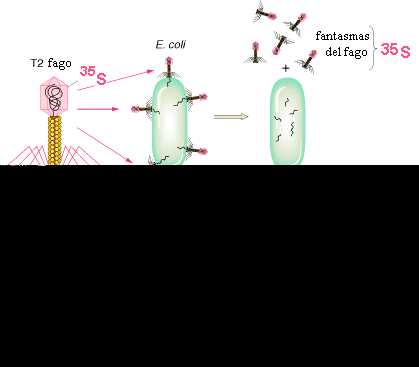 E. coli
T2 fago
35S
fantasmas
del fago
35S
+